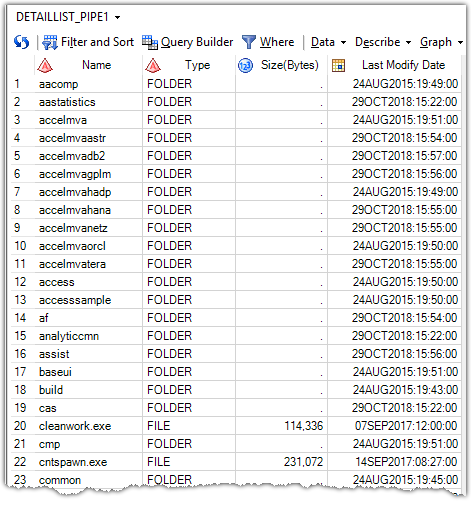 DETAILLIST_PIPE1
Filter and Sort Query Builder Where Data Describe Graph
Name Type Size(Bytes) Last Modify Date
1 aacomp FOLDER . 24AUG2015:19:49:00
2 aastatistics FOLDER . 29OCT2018:15:22:00
3 accelmva FOLDER . 24AUG2015:19:51:00
4 accelmvaastr FOLDER . 29OCT2018:15:54:00
5 accelmvadb2 FOLDER . 29OCT2018:15:57:00
6 accelmvagplm FOLDER . 29OCT2018:15:56:00
7 accelmvahadp FOLDER . 24AUG2015:19:49:00
8 accelmvahana FOLDER . 29OCT2018:15:55:00
9 accelmvanetz FOLDER . 29OCT2018:15:55:00
10 accelmvaorcl FOLDER . 24AUG2015:19:50:00
11 accelmvatera FOLDER . 29OCT2018:15:55:00
12 access FOLDER . 24AUG2015:19:50:00
13 accesssample FOLDER . 24AUG2015:19:50:00
14 af FOLDER . 29OCT2018:15:54:00
15 analyticcmn FOLDER . 29OCT2018:15:22:00
16 assist FOLDER . 29OCT2018:15:56:00
17 baseui FOLDER . 24AUG2015:19:51:00
18 build FOLDER . 24AUG2015:19:43:00
19 cas FOLDER . 29OCT2018:15:22:00
20 cleanwork.exe FILE 114,336 07SEP2017:12:00:00
21 cmp FOLDER . 24AUG2015:19:51:00
22 cntspawn.exe FILE 231,072 14SEP2017:08:27:00
23 common FOLDER . 24AUG2015:19:45:00